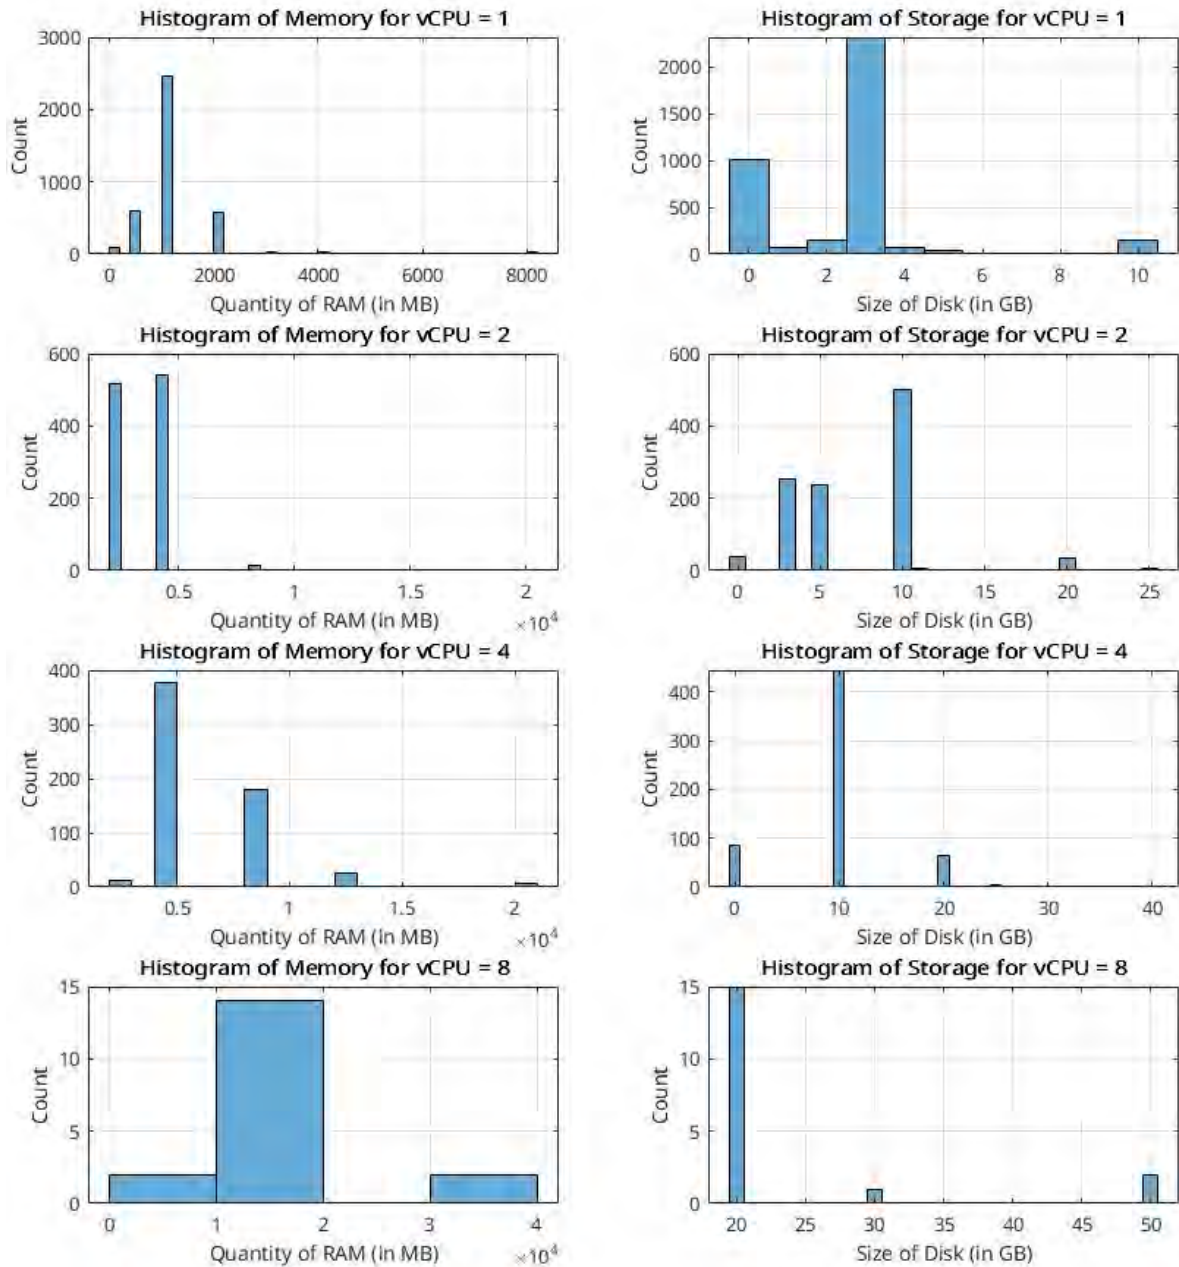 Histogram of Memory for vCPU = 1
3000
2000
1000
0
Count
0 2000 4000 6000 8000
Quantity of RAM (in MB)
Histogram of Storage for vCPU = 1
2000
1500
1000
500
0
Count
0 2 4 6 8 10
Size of Disk (in GB)
Histogram of Memory for vCPU = 2
600
400
200
0
Count
0.5 1 1.5 2
Quantity of RAM (in MB) ×10⁴
Histogram of Storage for vCPU = 2
600
400
200
0
Count
0 5 10 15 20 25
Size of Disk (in GB)
Histogram of Memory for vCPU = 4
400
300
200
100
0
Count
0.5 1 1.5 2
Quantity of RAM (in MB) ×10⁴
Histogram of Storage for vCPU = 4
400
300
200
100
0
Count
0 10 20 30 40
Size of Disk (in GB)
Histogram of Memory for vCPU = 8
15
10
5
0
Count
0 1 2 3 4
Quantity of RAM (in MB) ×10⁴
Histogram of Storage for vCPU = 8
15
10
5
0
Count
20 25 30 35 40 45 50
Size of Disk (in GB)